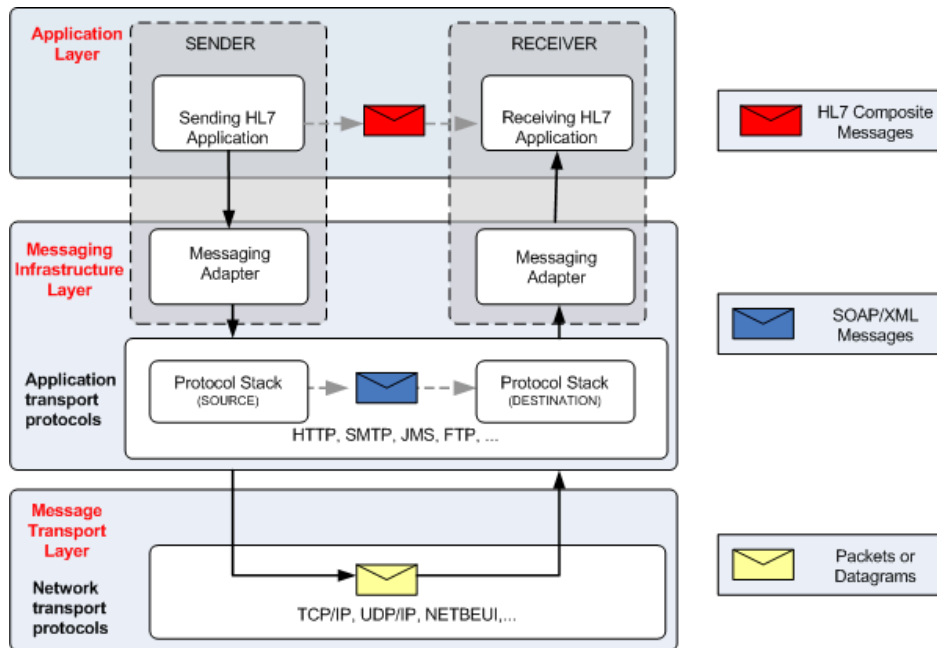 Application
Layer
SENDER
RECEIVER
Sending HL7
Application
Receiving HL7
Application
HL7 Composite
Messages
Messaging
Infrastructure
Layer
Messaging
Adapter
Messaging
Adapter
SOAP/XML
Messages
Application
transport
protocols
Protocol Stack
(SOURCE)
Protocol Stack
(DESTINATION)
HTTP, SMTP, JMS, FTP, ...
Message
Transport
Layer
Network
transport
protocols
TCP/IP, UDP/IP, NETBEUI,...
Packets or
Datagrams